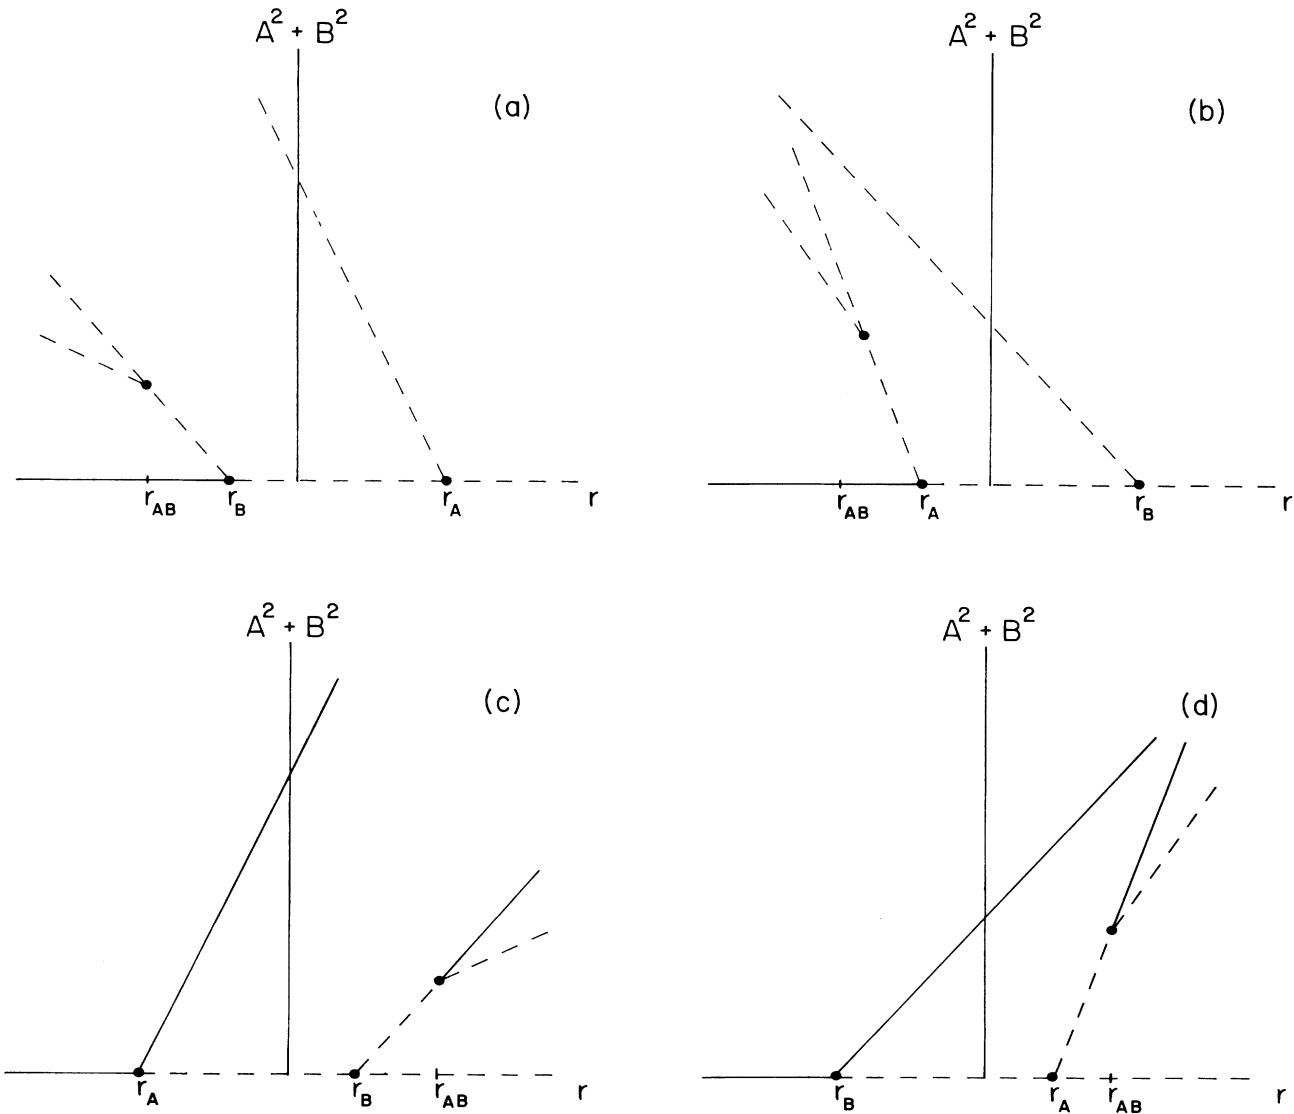 A² + B²
(a)
r_AB r_B r_A r
A² + B²
(b)
r_AB r_A r_B r
A² + B²
(c)
r_A r_B r_AB r
A² + B²
(d)
r_B r_A r_AB r